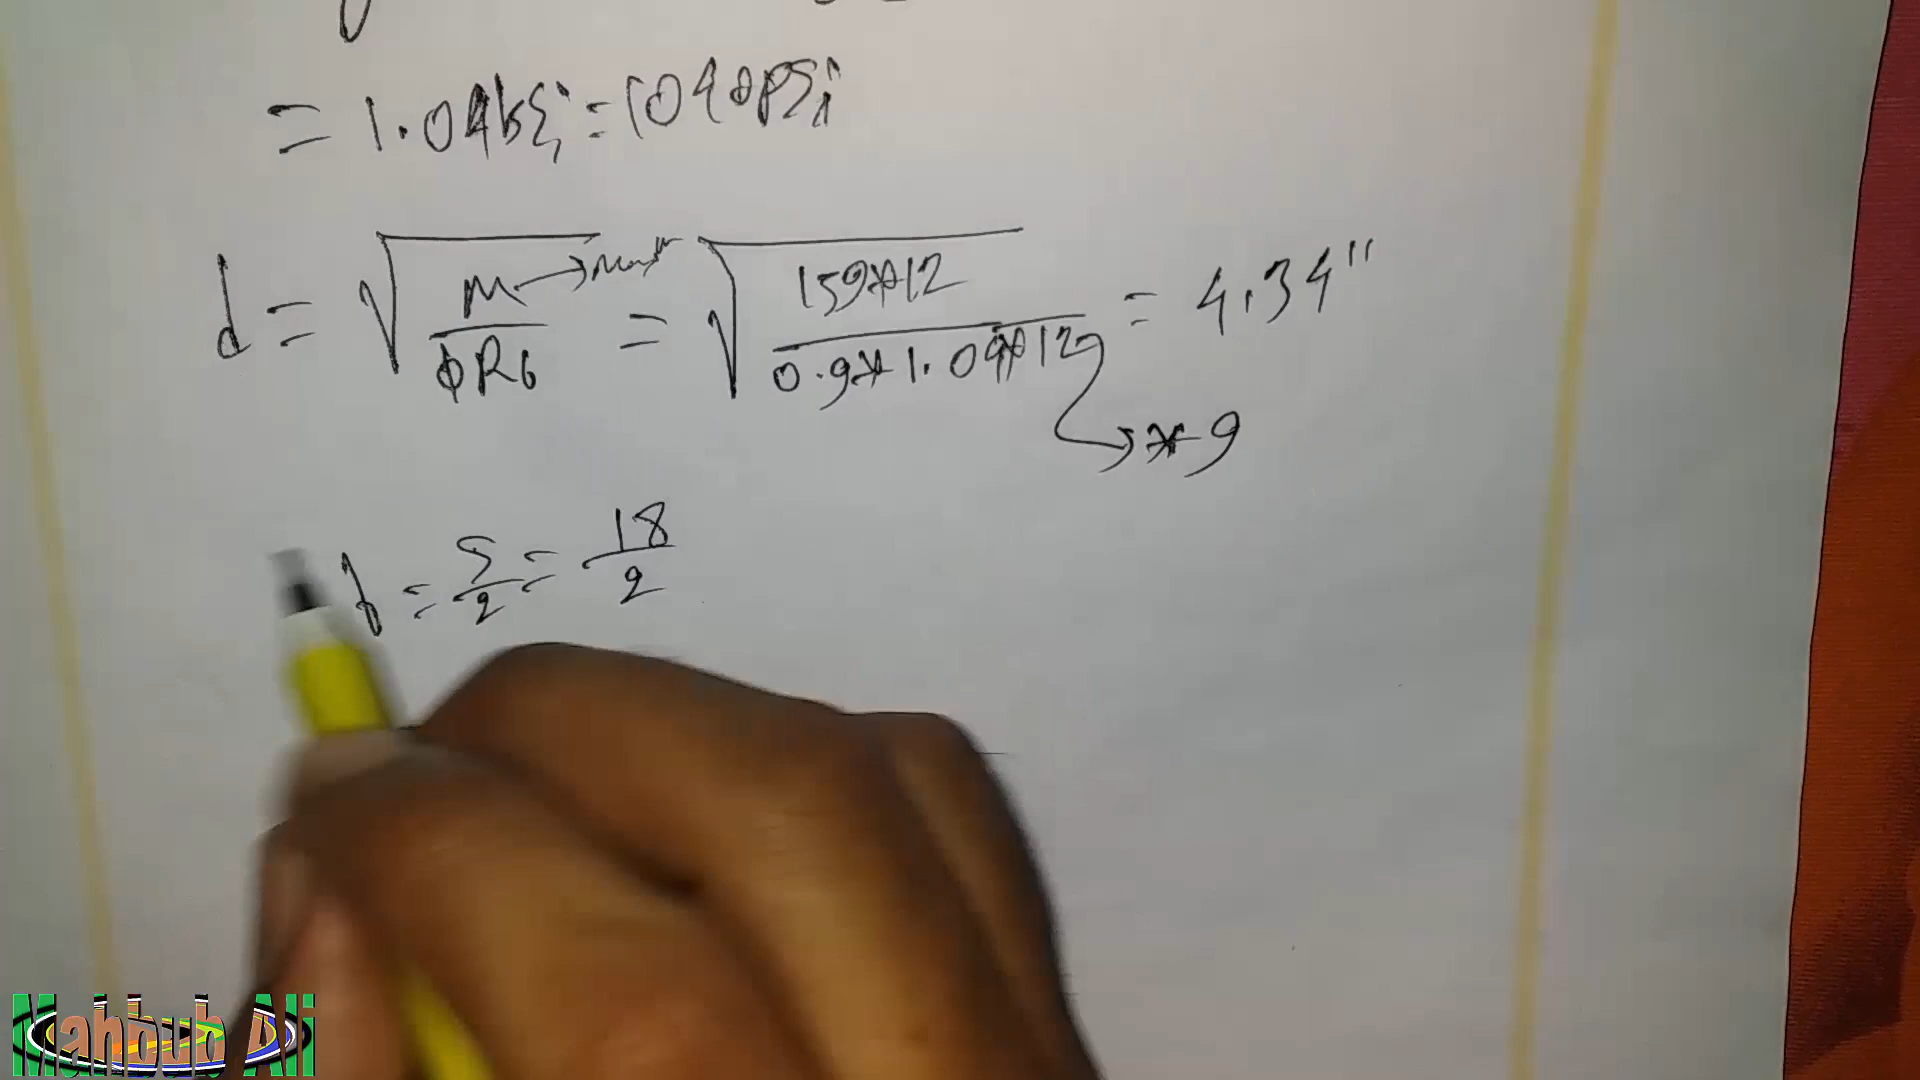 = 1.04ksi = 1040psi
d = √(M → max^m / ΦRb) = √(159*12 / 0.9*1.04*12) = 4.34"
→ *9
b = S/2 = 18/2
Mahbub Ali